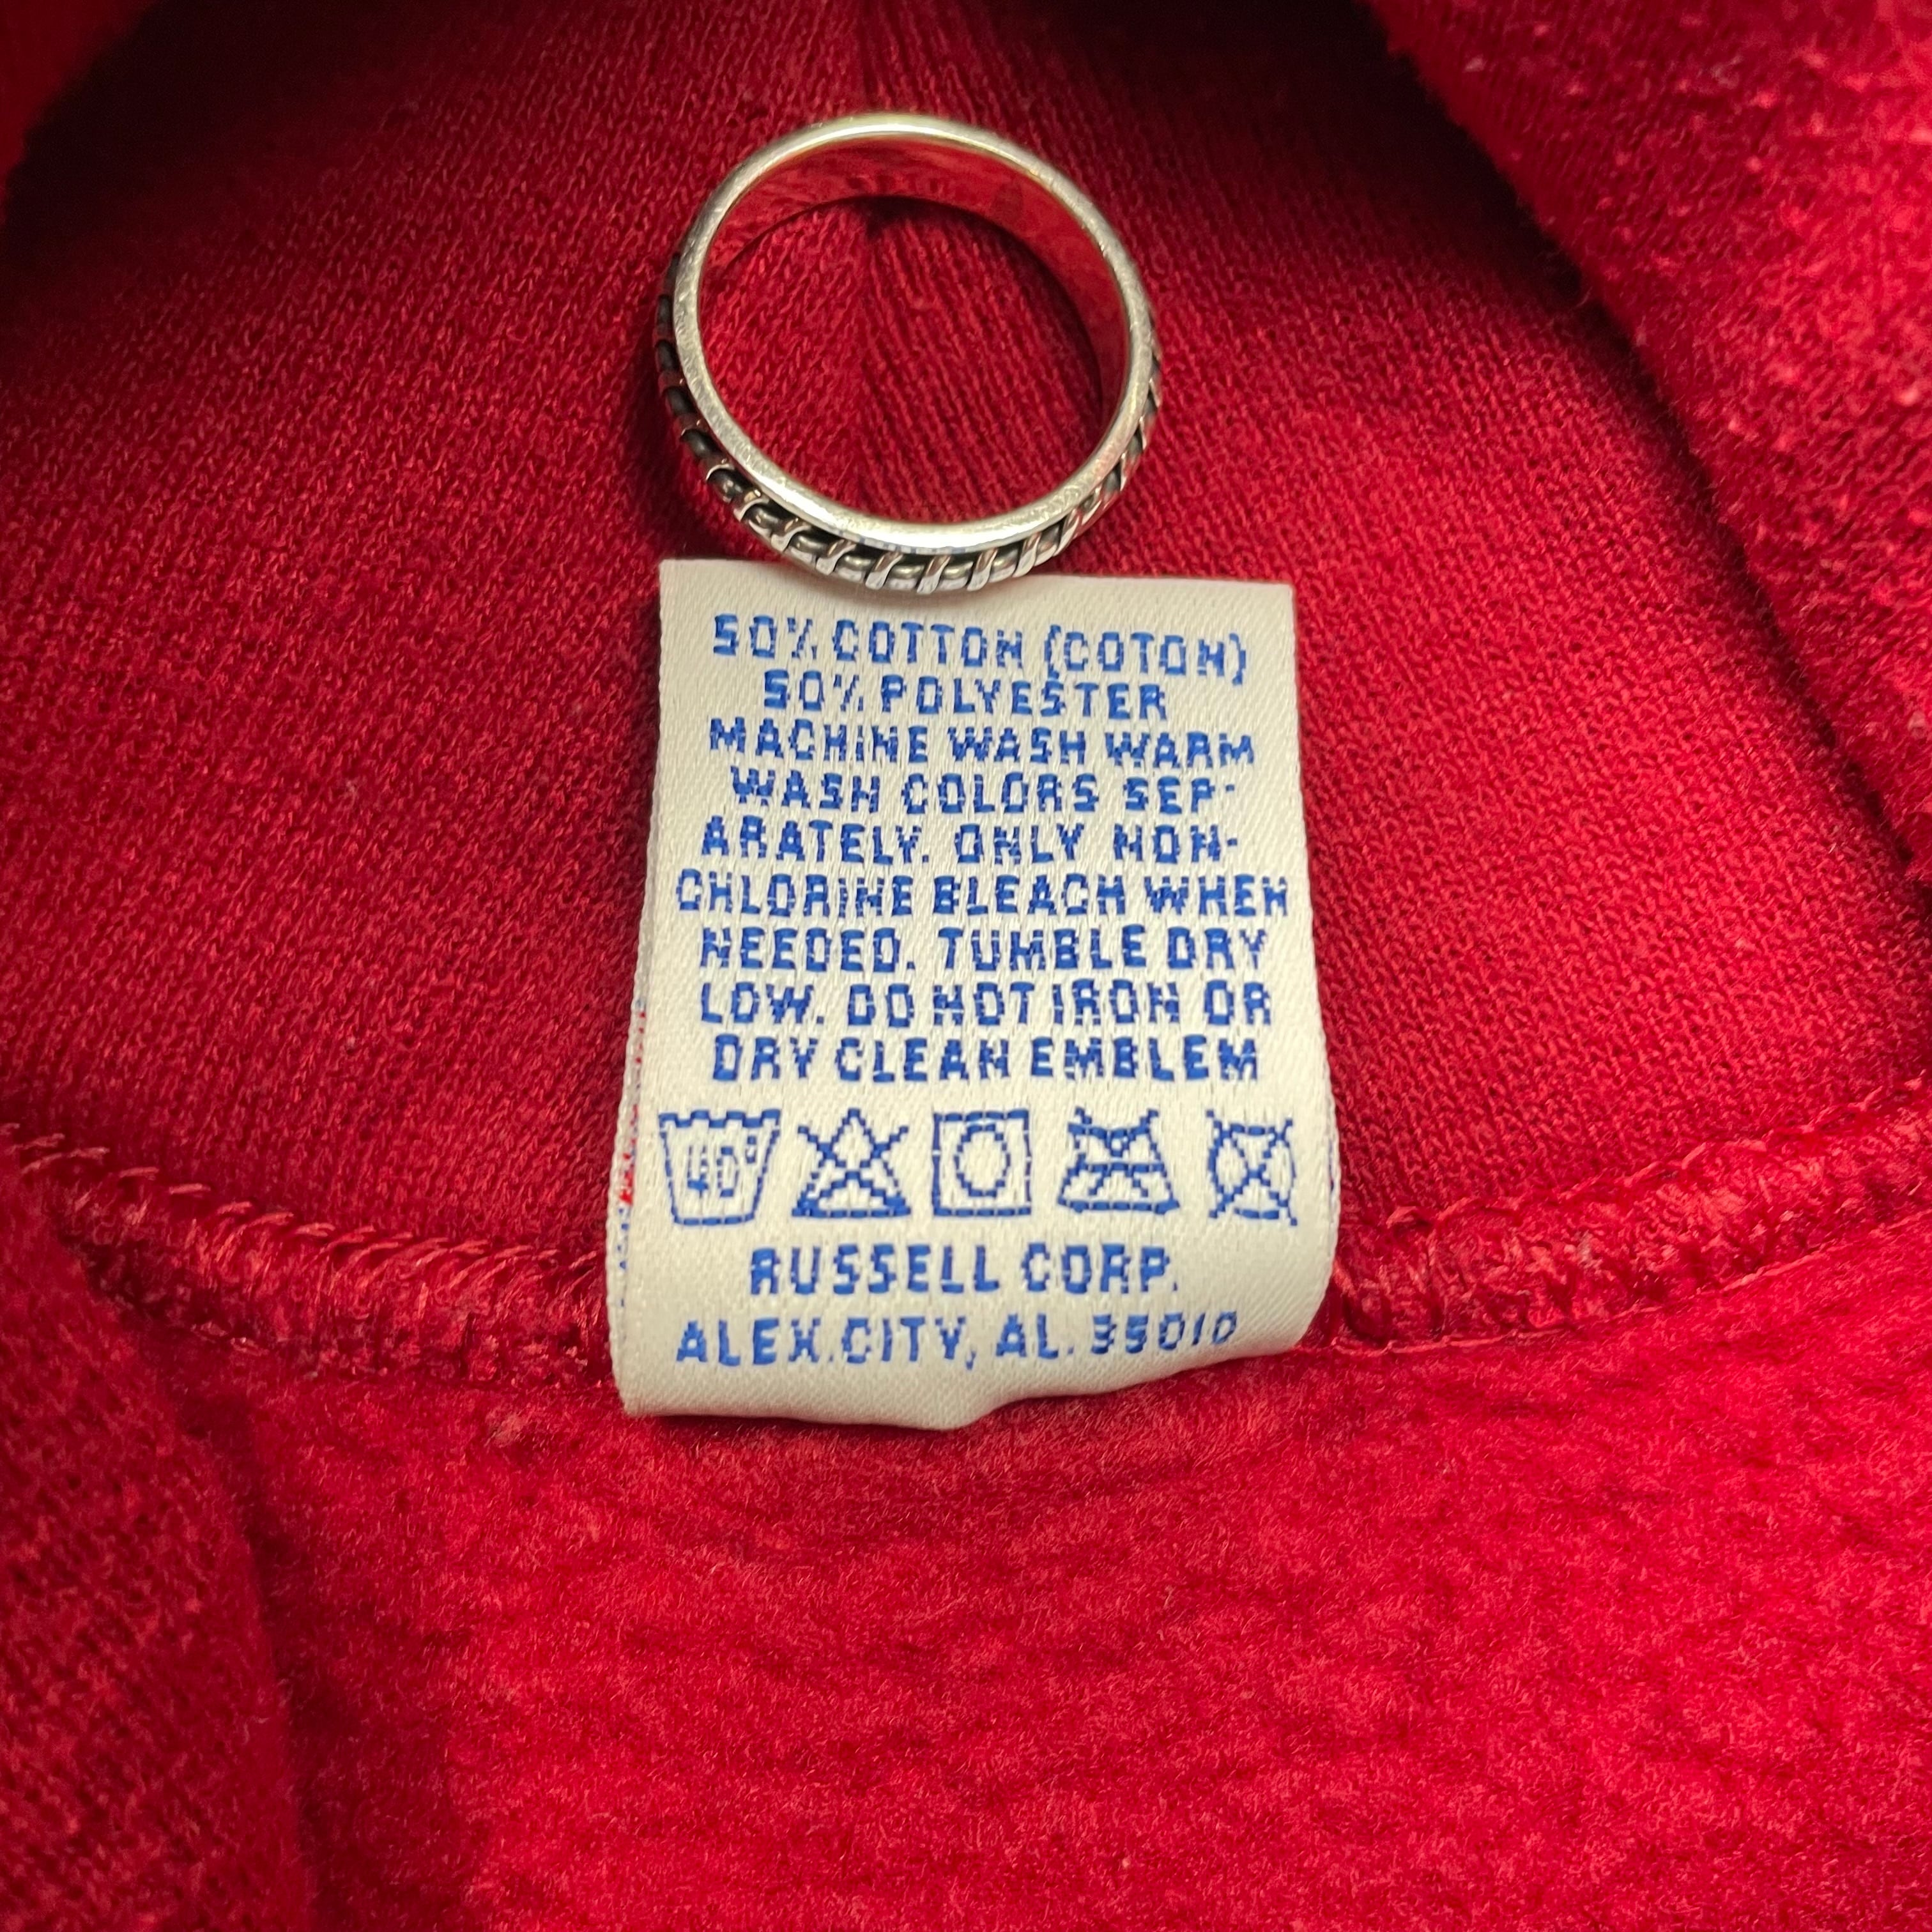 50% COTTON (COTON)
50% POLYESTER
MACHINE WASH WARM
WASH COLORS SEP-
ARATELY. ONLY NON-
CHLORINE BLEACH WHEN
NEEDED. TUMBLE DRY
LOW. DO NOT IRON OR
DRY CLEAN EMBLEM
40°
RUSSELL CORP.
ALEX.CITY, AL. 35010